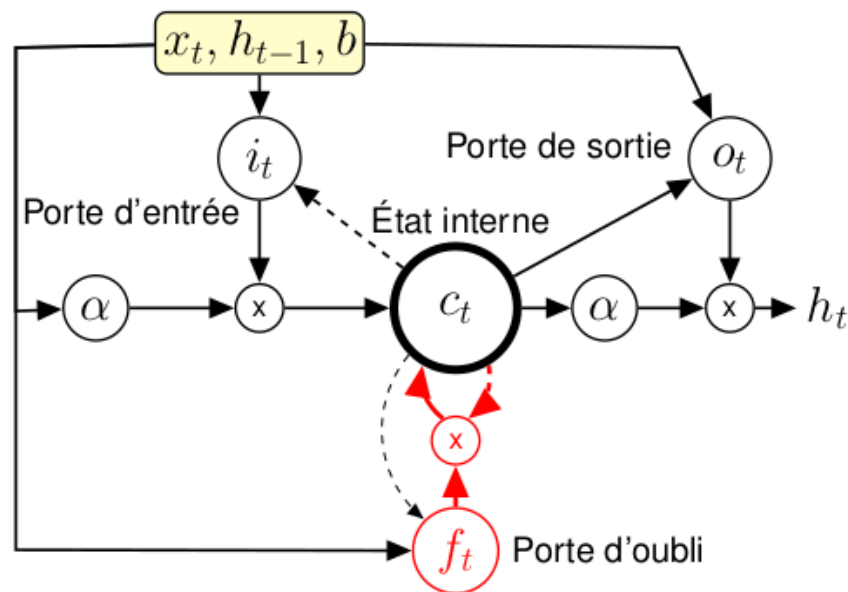 x_t, h_{t-1}, b
i_t
Porte de sortie
o_t
Porte d'entrée
État interne
α
x
c_t
α
x
h_t
x
f_t
Porte d'oubli